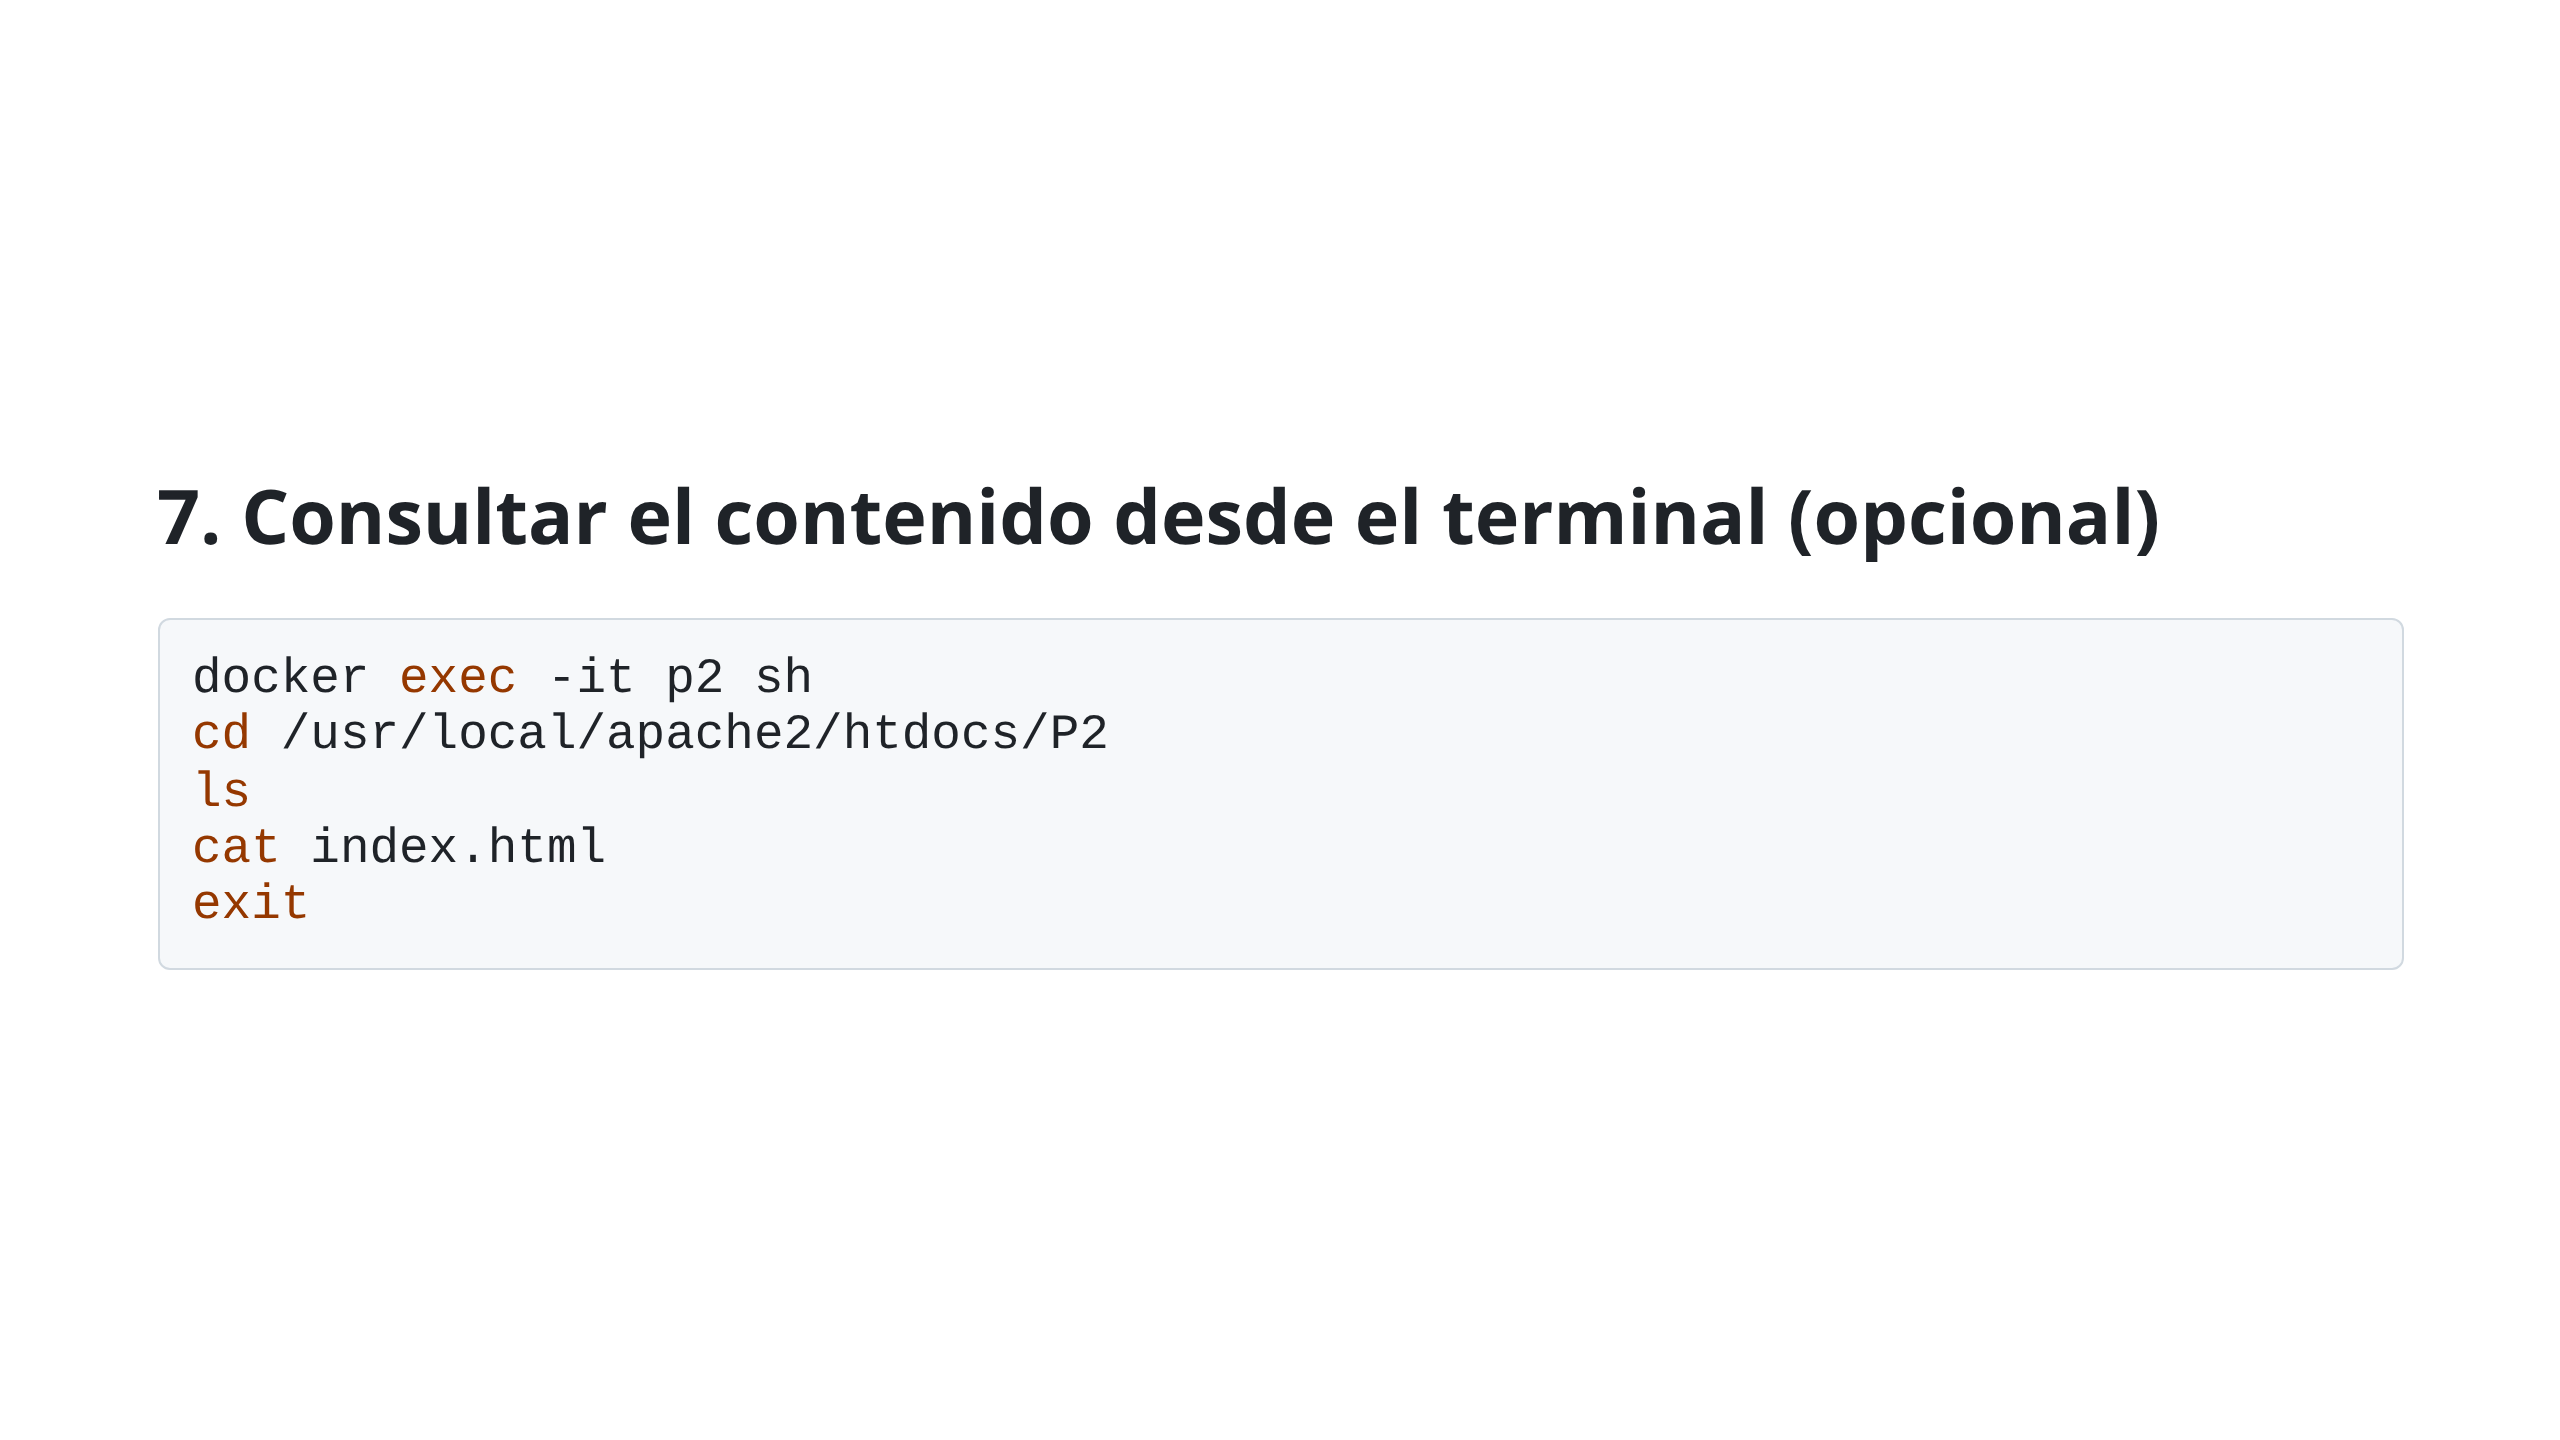 7. Consultar el contenido desde el terminal (opcional)
docker exec -it p2 sh
cd /usr/local/apache2/htdocs/P2
ls
cat index.html
exit